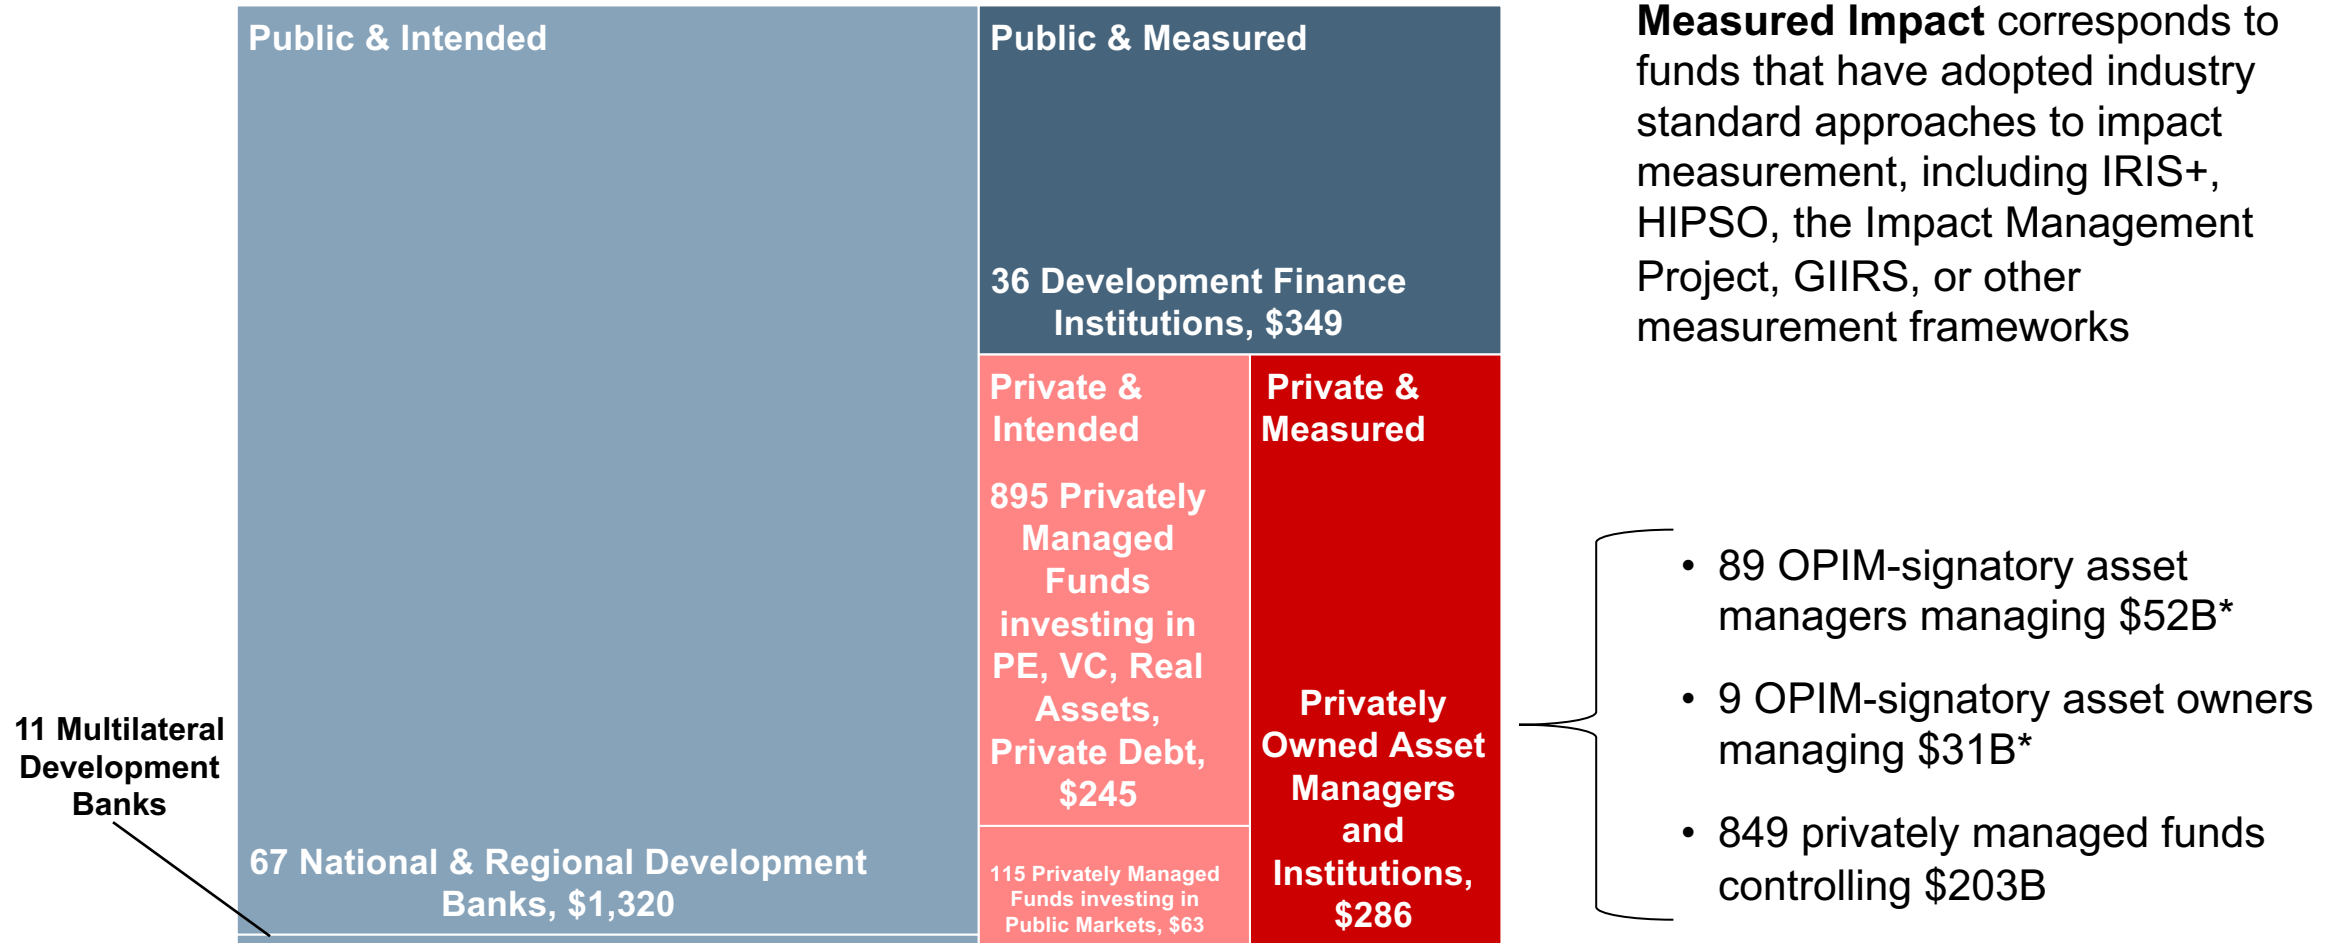 Public & Intended
67 National & Regional Development
Banks, $1,320
11 Multilateral
Development
Banks
Public & Measured
36 Development Finance
Institutions, $349
Private &
Intended
895 Privately
Managed
Funds
investing in
PE, VC, Real
Assets,
Private Debt,
$245
115 Privately Managed
Funds investing in
Public Markets, $63
Private &
Measured
Privately
Owned Asset
Managers
and
Institutions,
$286
Measured Impact corresponds to
funds that have adopted industry
standard approaches to impact
measurement, including IRIS+,
HIPSO, the Impact Management
Project, GIIRS, or other
measurement frameworks
• 89 OPIM-signatory asset
managers managing $52B*
• 9 OPIM-signatory asset owners
managing $31B*
• 849 privately managed funds
controlling $203B